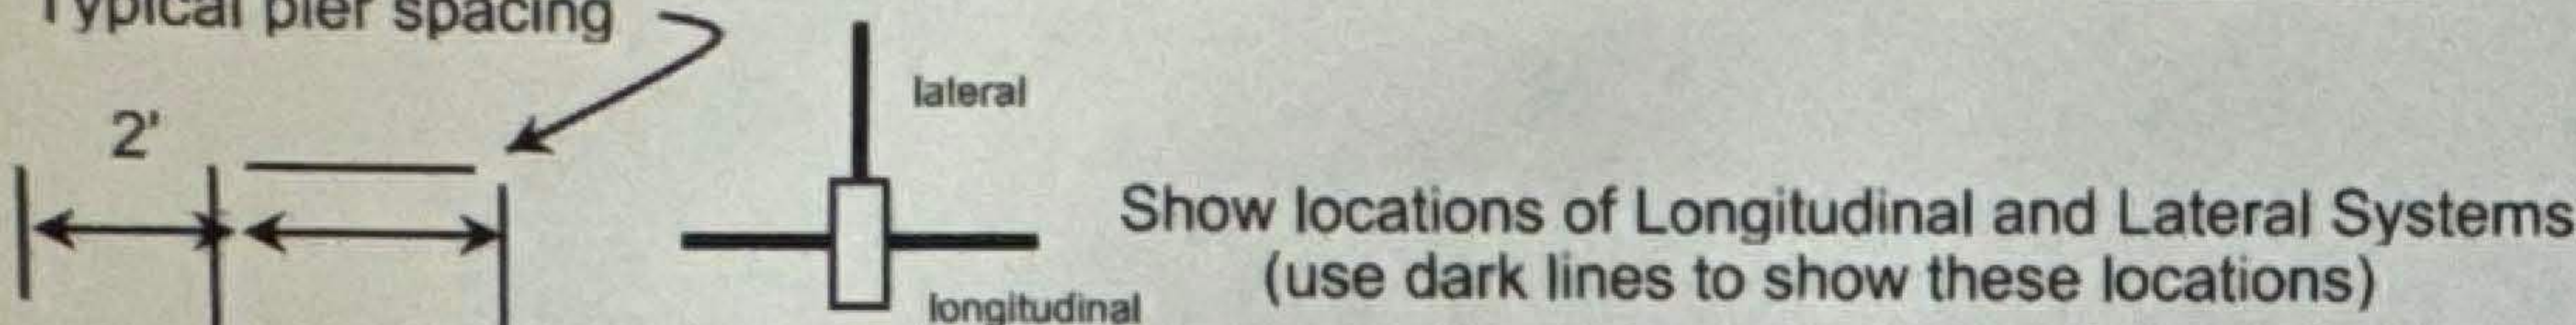 Typical pier spacing
lateral
2'
Show locations of Longitudinal and Lateral Systems
(use dark lines to show these locations)
longitudinal